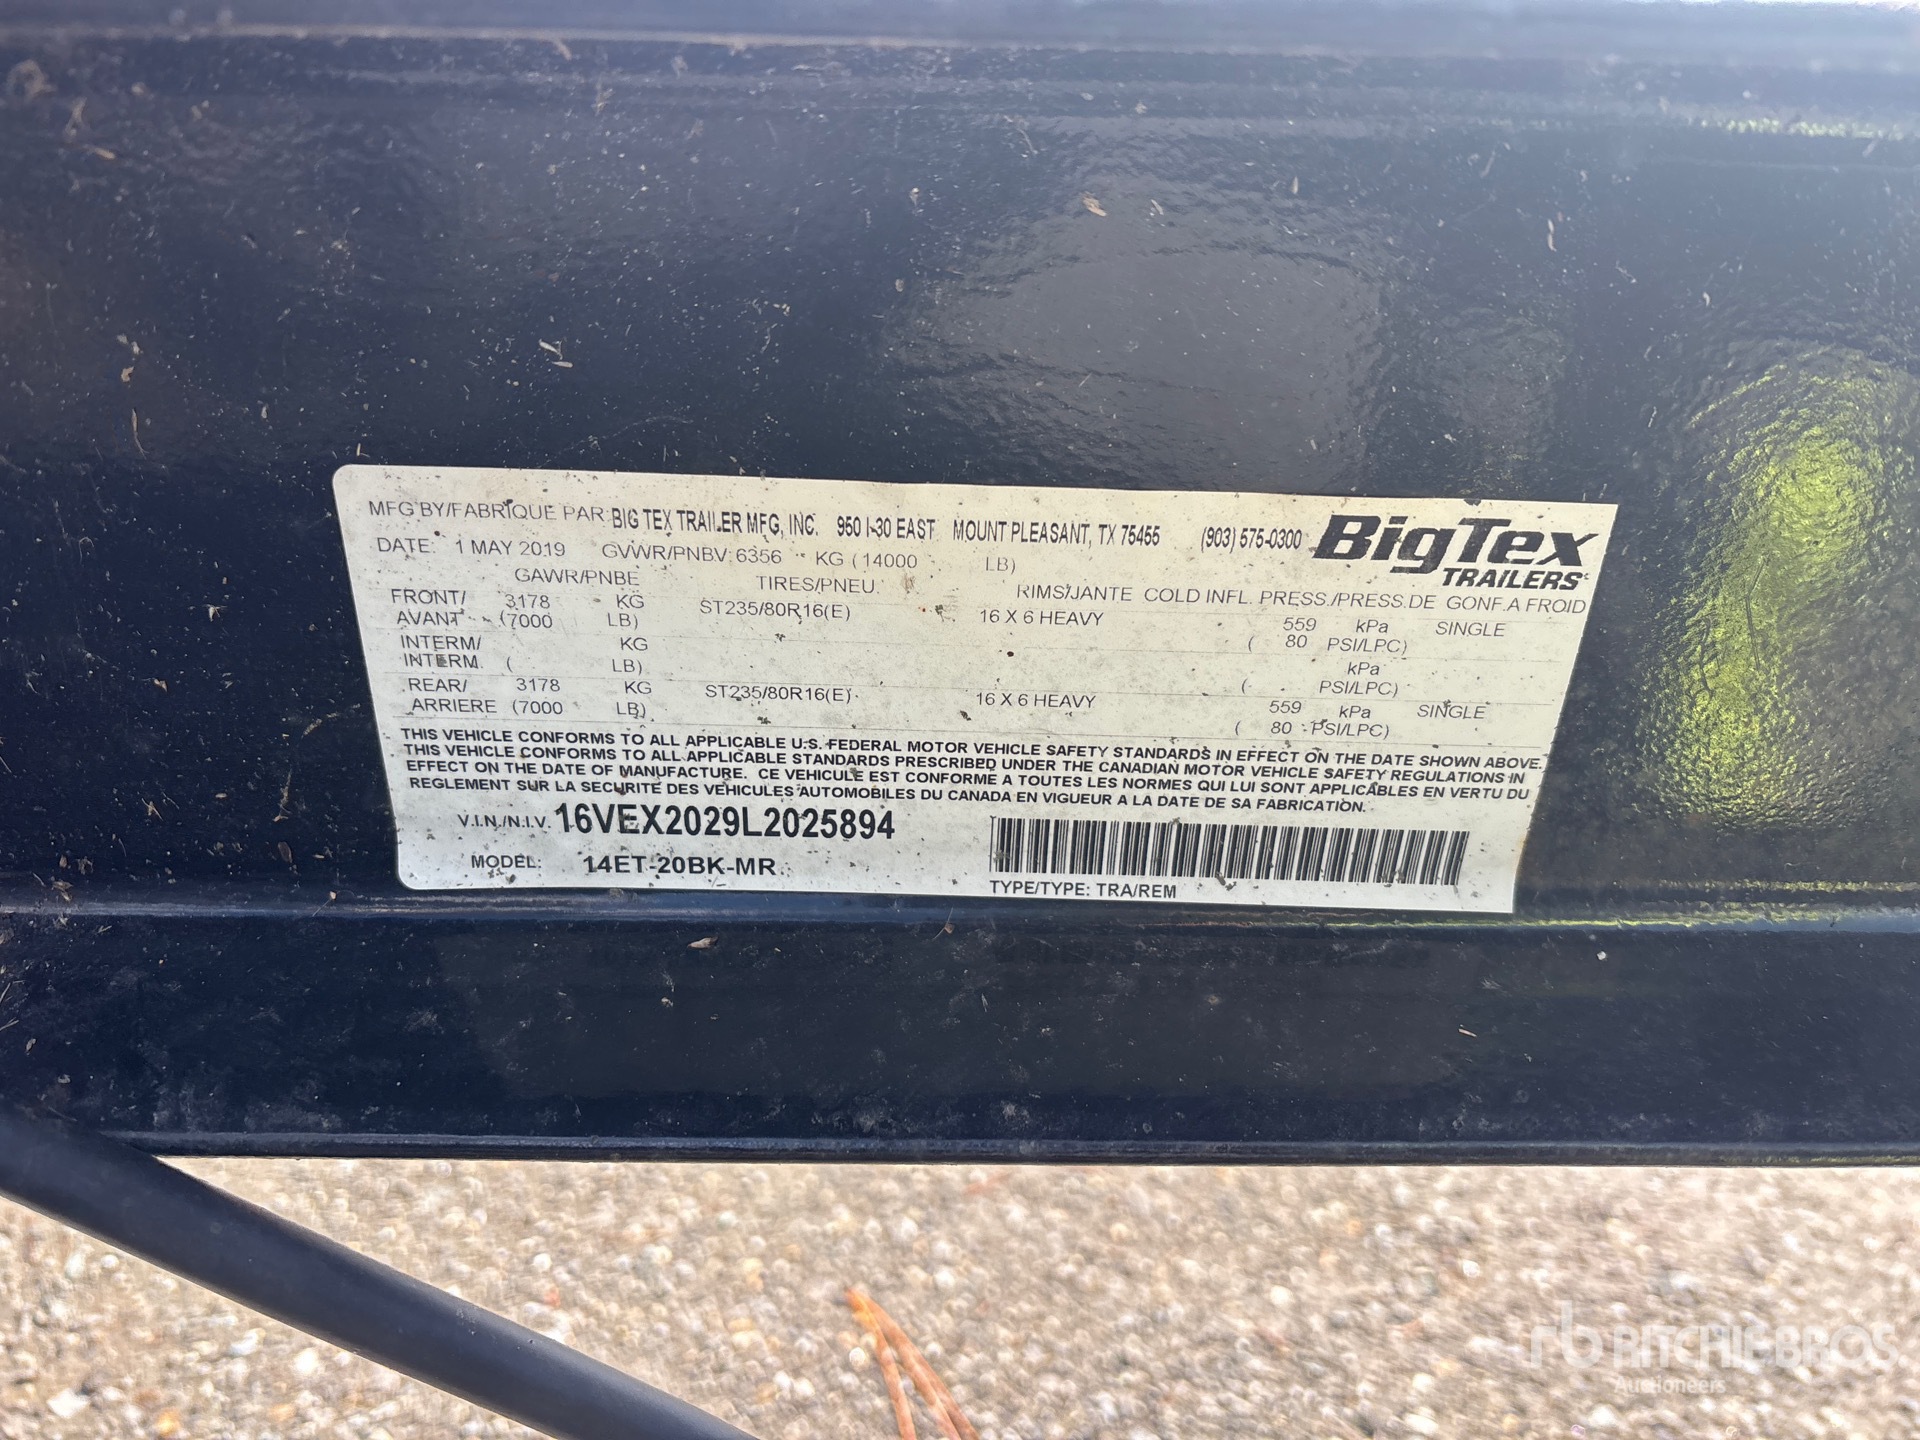 MFG BY/FABRIQUE PAR: BIG TEX TRAILER MFG, INC. 950 I-30 EAST MOUNT PLEASANT, TX 75455 (903) 575-0300 BigTex
TRAILERS
DATE: 1 MAY 2019 GVWR/PNBV 6356 KG (14000 LB)
GAWR/PNBE TIRES/PNEU. RIMS/JANTE COLD INFL. PRESS./PRESS.DE GONF.A FROID
FRONT/ 3178 KG ST235/80R16(E) 16 X 6 HEAVY 559 kPa SINGLE
AVANT (7000 LB) ( 80 PSI/LPC)
INTERM/ KG kPa
INTERM. ( LB) ( PSI/LPC)
REAR/ 3178 KG ST235/80R16(E) 16 X 6 HEAVY 559 kPa SINGLE
ARRIERE (7000 LB) ( 80 PSI/LPC)
THIS VEHICLE CONFORMS TO ALL APPLICABLE U.S. FEDERAL MOTOR VEHICLE SAFETY STANDARDS IN EFFECT ON THE DATE SHOWN ABOVE.
THIS VEHICLE CONFORMS TO ALL APPLICABLE STANDARDS PRESCRIBED UNDER THE CANADIAN MOTOR VEHICLE SAFETY REGULATIONS IN
EFFECT ON THE DATE OF MANUFACTURE. CE VEHICULE EST CONFORME A TOUTES LES NORMES QUI LUI SONT APPLICABLES EN VERTU DU
REGLEMENT SUR LA SECURITE DES VEHICULES AUTOMOBILES DU CANADA EN VIGUEUR A LA DATE DE SA FABRICATION.
V.I.N./N.I.V. 16VEX2029L2025894
MODEL: 14ET-20BK-MR
TYPE/TYPE: TRA/REM
rb RITCHIE BROS.
Auctioneers